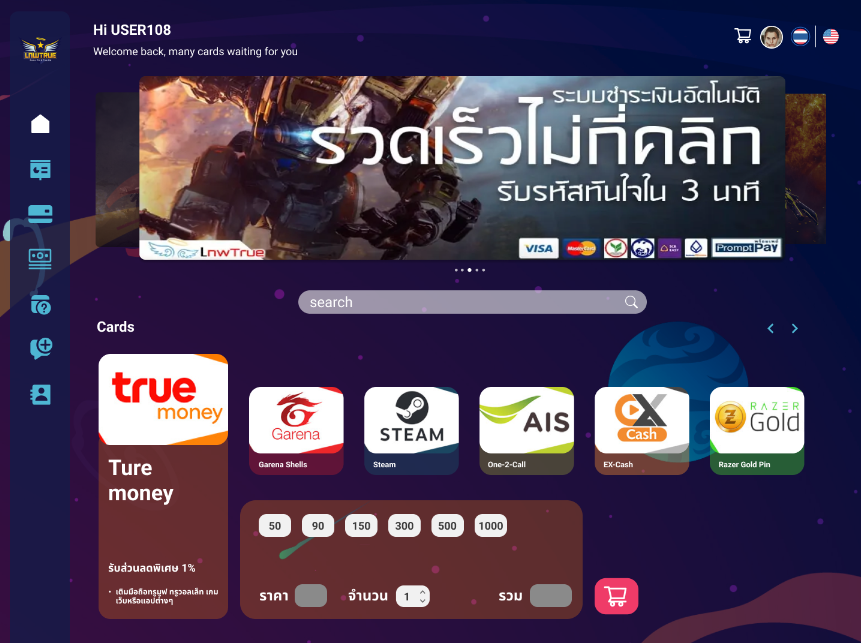 LNWTRUE
Hi USER108
Welcome back, many cards waiting for you
ระบบชำระเงินอัตโนมัติ
รวดเร็วไม่กี่คลิก
รับรหัสทันใจใน 3 นาที
LnwTrue
VISA
MasterCard
PromptPay
search
Cards
true
money
Garena
STEAM
AIS
EX
Cash
RAZER
Gold
Garena Shells
Steam
One-2-Call
EX-Cash
Razer Gold Pin
Ture
money
รับส่วนลดพิเศษ 1%
• เติมมือถือทรูมูฟ ทรูวอลเล็ท เกม
เว็บหรือแอปต่างๆ
50
90
150
300
500
1000
ราคา
จำนวน
1
รวม